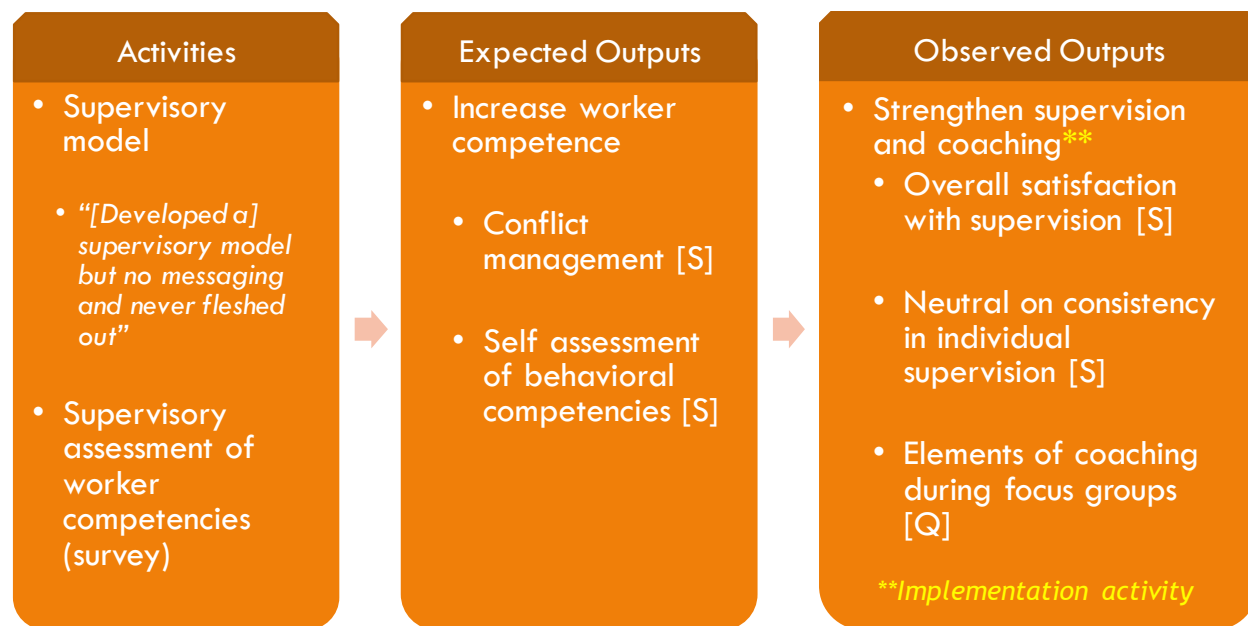 Activities
• Supervisory
model
• “[Developed a]
supervisory model
but no messaging
and never fleshed
out”
• Supervisory
assessment of
worker
competencies
(survey)
Expected Outputs
• Increase worker
competence
• Conflict
management [S]
• Self assessment
of behavioral
competencies [S]
Observed Outputs
• Strengthen supervision
and coaching**
• Overall satisfaction
with supervision [S]
• Neutral on consistency
in individual
supervision [S]
• Elements of coaching
during focus groups
[Q]
**Implementation activity